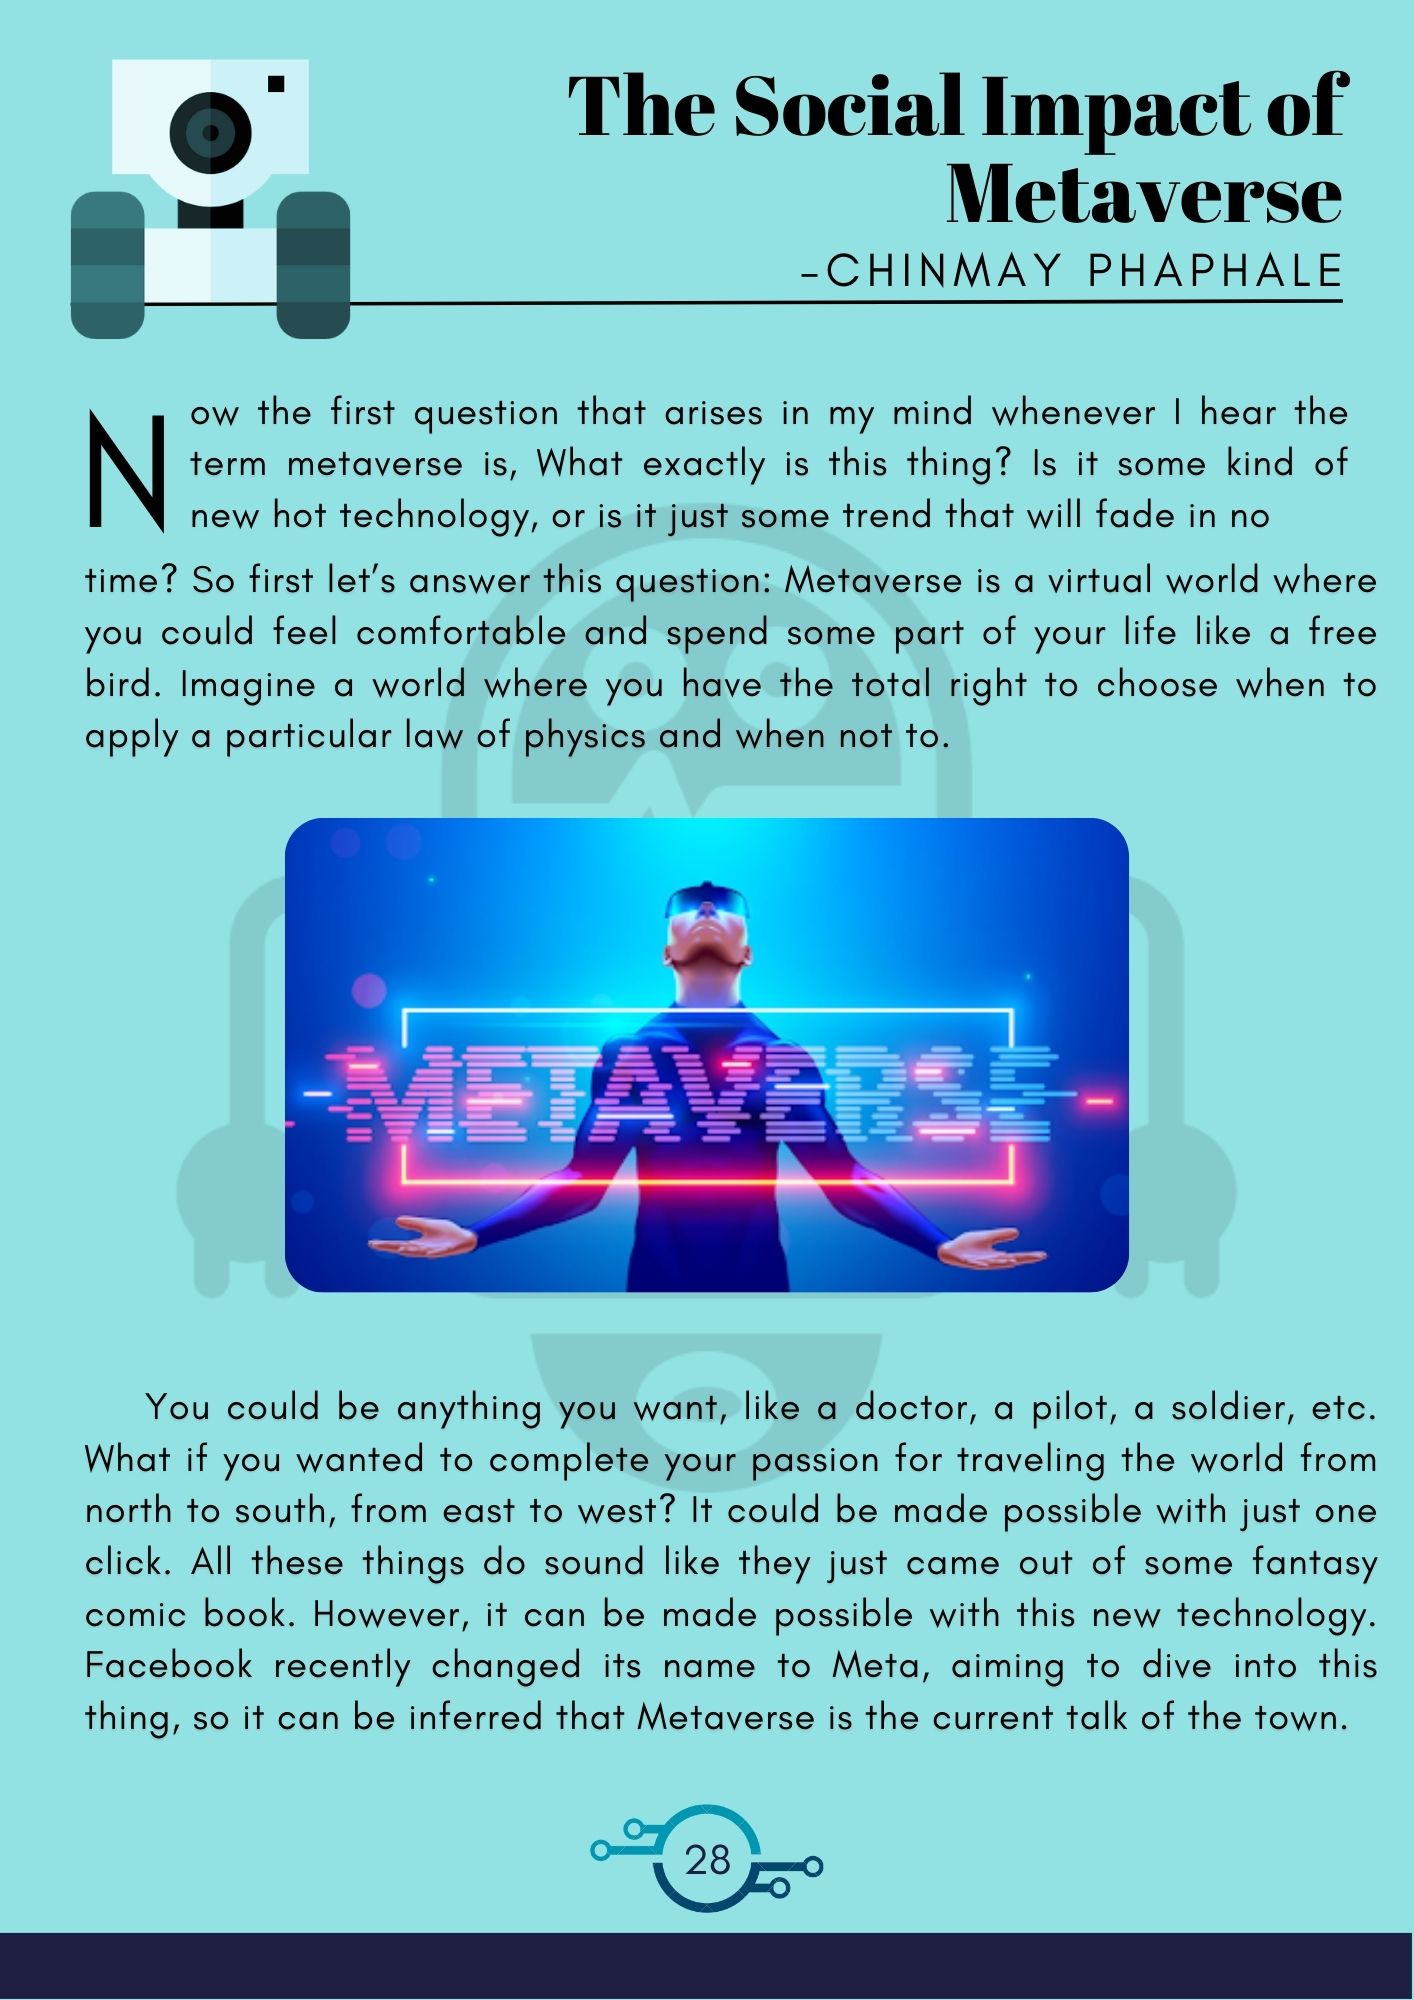 The Social Impact of
Metaverse
-CHINMAY PHAPHALE
Now the first question that arises in my mind whenever I hear the
term metaverse is, What exactly is this thing? Is it some kind of
new hot technology, or is it just some trend that will fade in no
time? So first let's answer this question: Metaverse is a virtual world where
you could feel comfortable and spend some part of your life like a free
bird. Imagine a world where you have the total right to choose when to
apply a particular law of physics and when not to.
METAVERSE
You could be anything you want, like a doctor, a pilot, a soldier, etc.
What if you wanted to complete your passion for traveling the world from
north to south, from east to west? It could be made possible with just one
click. All these things do sound like they just came out of some fantasy
comic book. However, it can be made possible with this new technology.
Facebook recently changed its name to Meta, aiming to dive into this
thing, so it can be inferred that Metaverse is the current talk of the town.
28